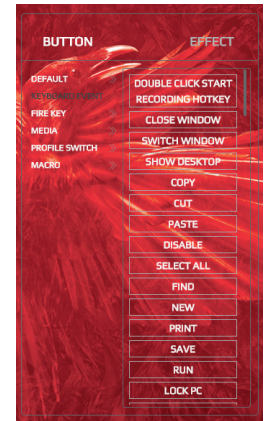 BUTTON
EFFECT
DEFAULT
FIRE KEY
MEDIA
PROFILE SWITCH
MACRO
DOUBLE CLICK START
RECORDING HOTKEY
CLOSE WINDOW
SWITCH WINDOW
SHOW DESKTOP
COPY
CUT
PASTE
DISABLE
SELECT ALL
FIND
NEW
PRINT
SAVE
RUN
LOCK PC